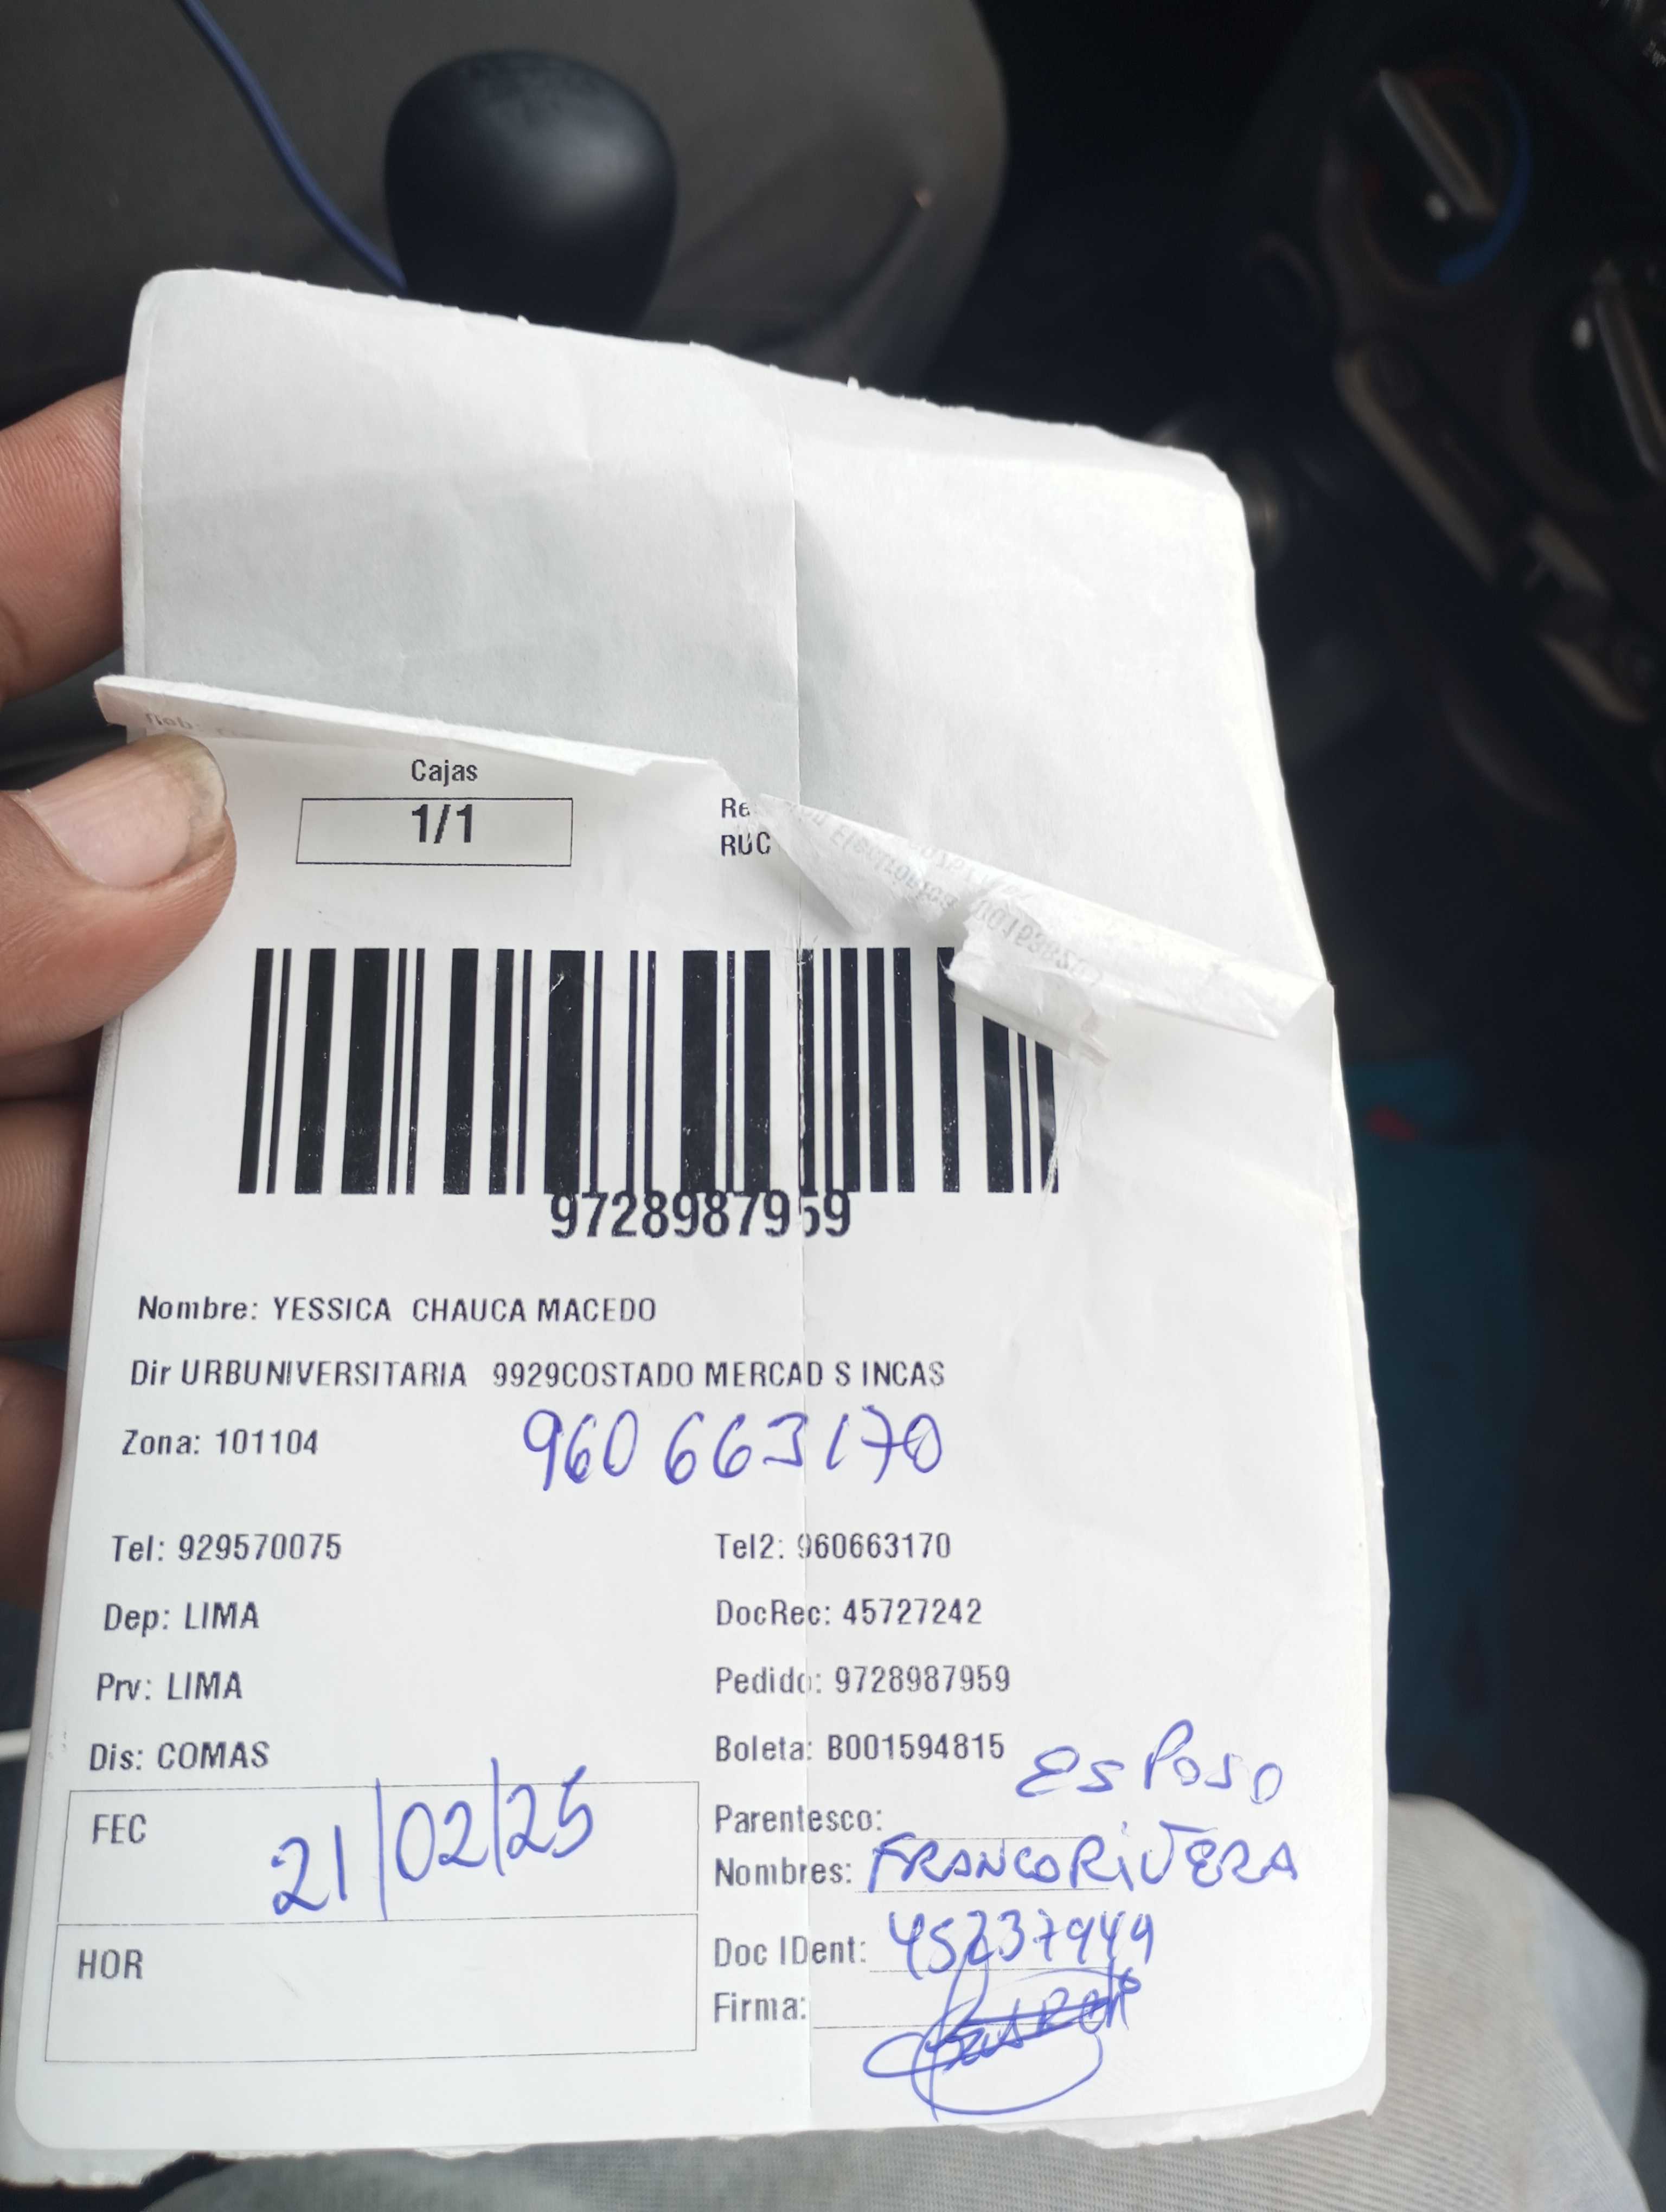 Cajas
1/1
RUC
9728987959
Nombre: YESSICA CHAUCA MACEDO
Dir URBUNIVERSITARIA 9929COSTADO MERCAD S INCAS
Zona: 101104
960 663170
Tel: 929570075
Tel2: 960663170
Dep: LIMA
DocRec: 45727242
Prv: LIMA
Pedido: 9728987959
Dis: COMAS
Boleta: B001594815
FEC 21/02/25
Parentesco: ESPOSO
Nombres: FRANCO RIVERA
HOR
Doc IDent: 45237949
Firma: